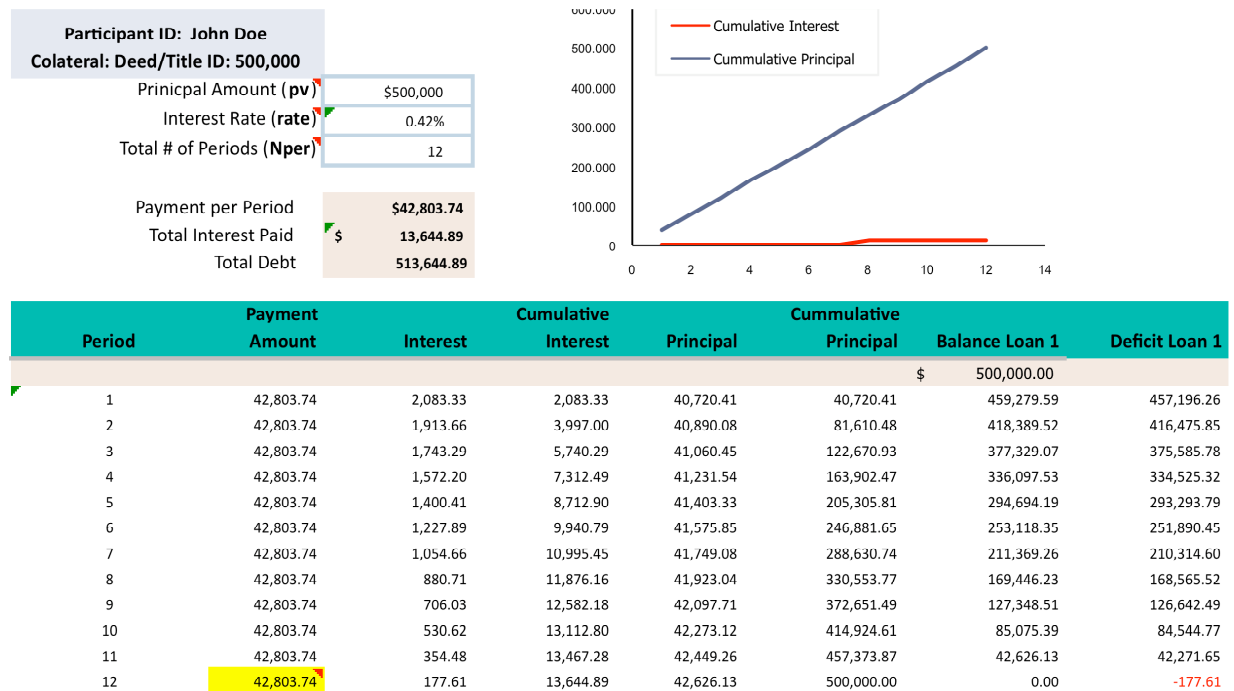 Participant ID: John Doe
Colateral: Deed/Title ID: 500,000
Prinicpal Amount (pv) $500,000
Interest Rate (rate) 0.42%
Total # of Periods (Nper) 12
Payment per Period $42,803.74
Total Interest Paid $ 13,644.89
Total Debt 513,644.89
600.000
500.000
400.000
300.000
200.000
100.000
0
0 2 4 6 8 10 12 14
Cumulative Interest
Cummulative Principal
Payment Cumulative Cummulative
Period Amount Interest Interest Principal Principal Balance Loan 1 Deficit Loan 1
$ 500,000.00
1 42,803.74 2,083.33 2,083.33 40,720.41 40,720.41 459,279.59 457,196.26
2 42,803.74 1,913.66 3,997.00 40,890.08 81,610.48 418,389.52 416,475.85
3 42,803.74 1,743.29 5,740.29 41,060.45 122,670.93 377,329.07 375,585.78
4 42,803.74 1,572.20 7,312.49 41,231.54 163,902.47 336,097.53 334,525.32
5 42,803.74 1,400.41 8,712.90 41,403.33 205,305.81 294,694.19 293,293.79
6 42,803.74 1,227.89 9,940.79 41,575.85 246,881.65 253,118.35 251,890.45
7 42,803.74 1,054.66 10,995.45 41,749.08 288,630.74 211,369.26 210,314.60
8 42,803.74 880.71 11,876.16 41,923.04 330,553.77 169,446.23 168,565.52
9 42,803.74 706.03 12,582.18 42,097.71 372,651.49 127,348.51 126,642.49
10 42,803.74 530.62 13,112.80 42,273.12 414,924.61 85,075.39 84,544.77
11 42,803.74 354.48 13,467.28 42,449.26 457,373.87 42,626.13 42,271.65
12 42,803.74 177.61 13,644.89 42,626.13 500,000.00 0.00 -177.61